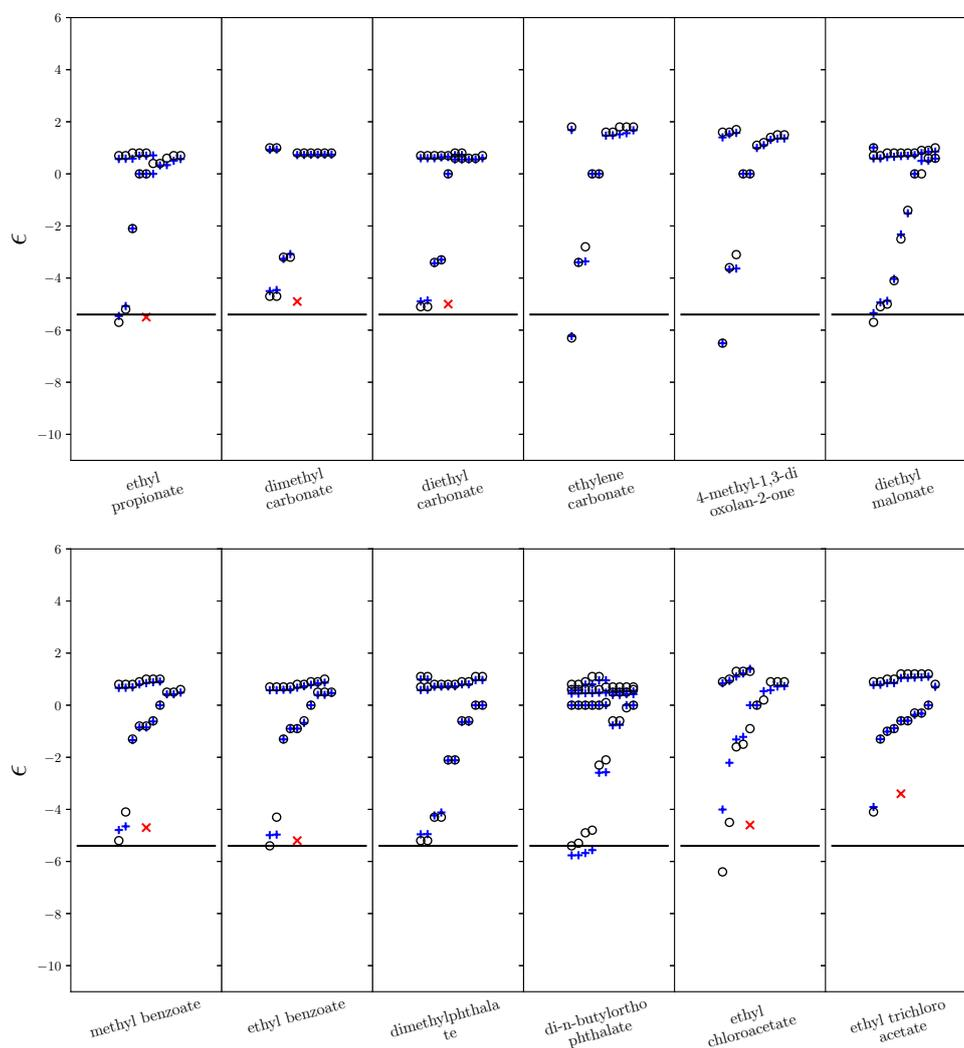 6
4
2
0
−2
−4
−6
−8
−10
ϵ
ethyl
propionate
dimethyl
carbonate
diethyl
carbonate
ethylene
carbonate
4-methyl-1,3-di
oxolan-2-one
diethyl
malonate
6
4
2
0
−2
−4
−6
−8
−10
ϵ
methyl benzoate
ethyl benzoate
dimethylphthala
te
di-n-butylortho
phthalate
ethyl
chloroacetate
ethyl trichloro
acetate